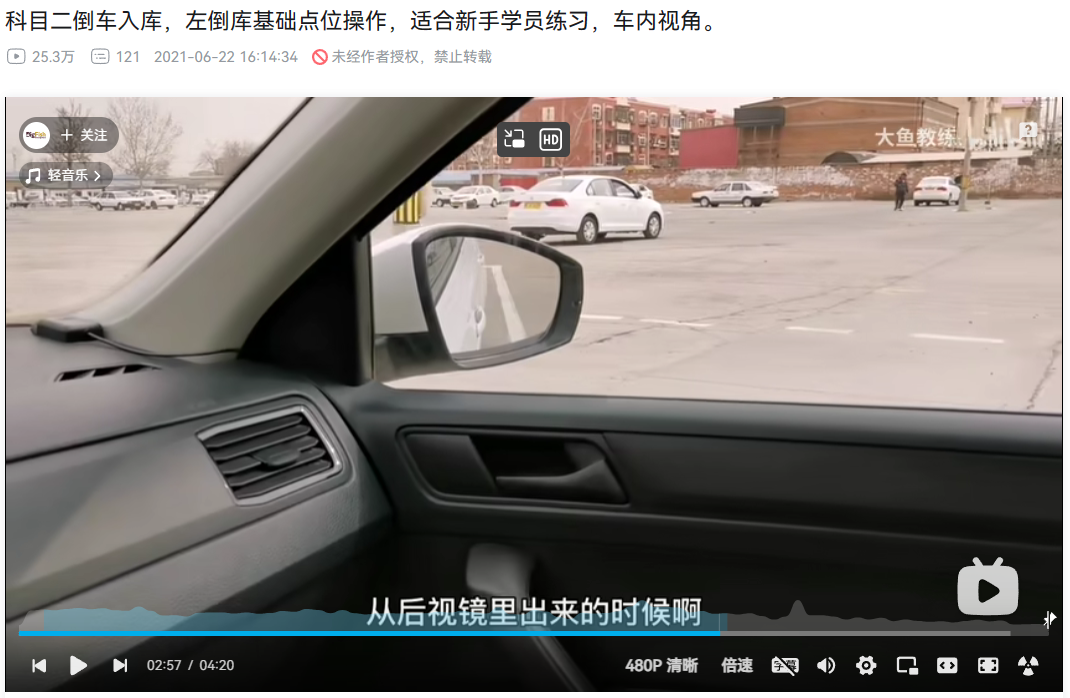 科目二倒车入库，左倒库基础点位操作，适合新手学员练习，车内视角。
25.3万 121 2021-06-22 16:14:34 未经作者授权，禁止转载
+ 关注
HD
大鱼教练
?
轻音乐 >
从后视镜里出来的时候啊
02:57 / 04:20
480P 清晰 倍速 字幕